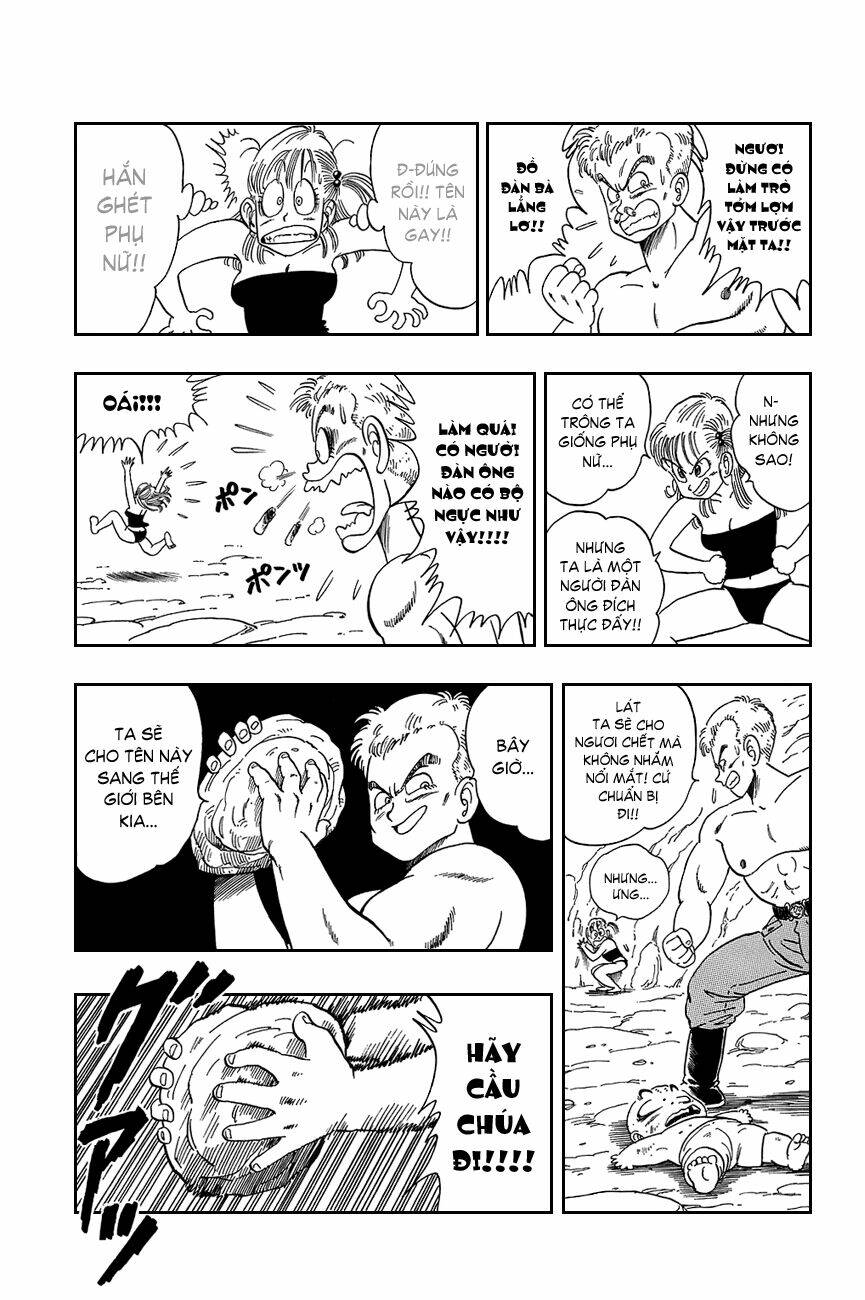 NGƯƠI
ĐỪNG CÓ
LÀM TRÒ
TỞM LỢM
VẬY TRƯỚC
MẶT TA!!
ĐỒ
ĐÀN BÀ
LẲNG
LƠ!!
Đ-ĐÚNG
RỒI!! TÊN
NÀY LÀ
GAY!!
HẮN
GHÉT
PHỤ
NỮ!!
N-
NHƯNG
KHÔNG
SAO!
CÓ THỂ
TRÔNG TA
GIỐNG PHỤ
NỮ...
NHƯNG
TA LÀ MỘT
NGƯỜI ĐÀN
ÔNG ĐÍCH
THỰC ĐẤY!!
LÀM QUÁI
CÓ NGƯỜI
ĐÀN ÔNG
NÀO CÓ BỘ
NGỰC NHƯ
VẬY!!!!
ポン
ポンッ
OÁI!!!
LÁT
TA SẼ CHO
NGƯƠI CHẾT MÀ
KHÔNG NHẮM
NỔI MẮT! CỨ
CHUẨN BỊ
ĐI!!
NHƯNG...
ƯNG...
BÂY
GIỜ...
TA SẼ
CHO TÊN NÀY
SANG THẾ
GIỚI BÊN
KIA...
HÃY
CẦU
CHÚA
ĐI!!!!
グアッ